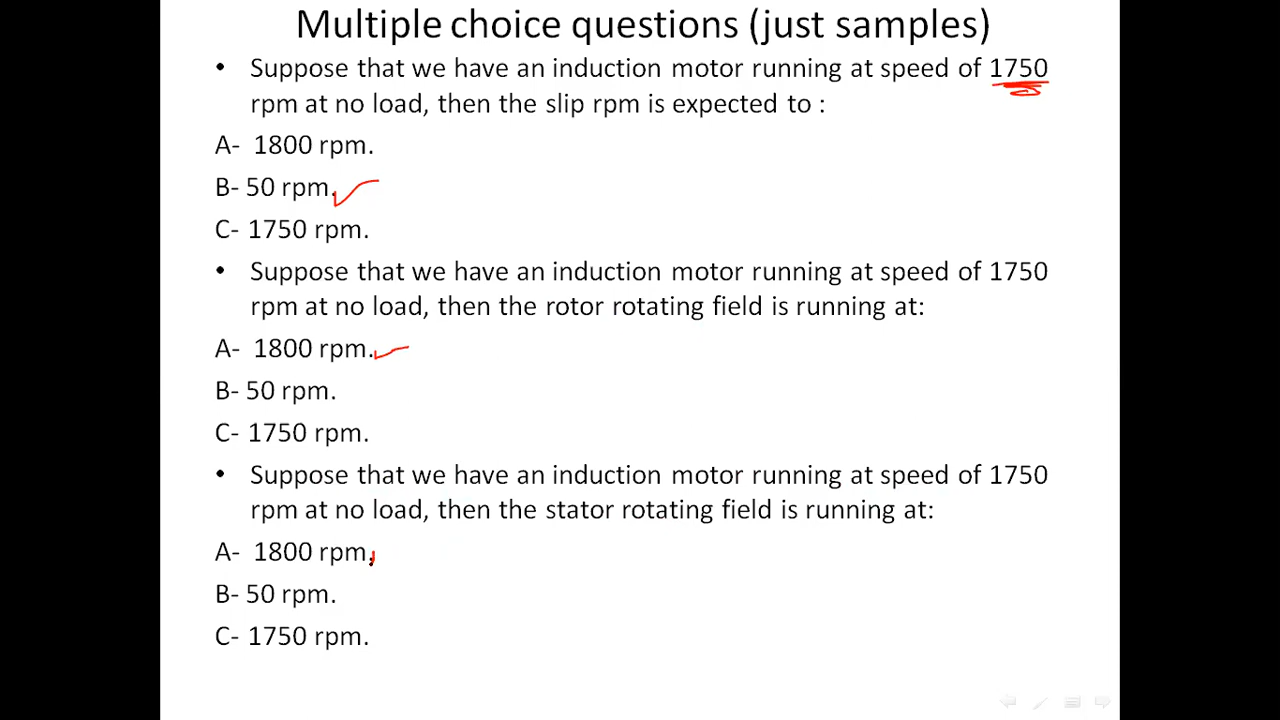 Multiple choice questions (just samples)
• Suppose that we have an induction motor running at speed of 1750
rpm at no load, then the slip rpm is expected to :
A- 1800 rpm.
B- 50 rpm.
C- 1750 rpm.
• Suppose that we have an induction motor running at speed of 1750
rpm at no load, then the rotor rotating field is running at:
A- 1800 rpm.
B- 50 rpm.
C- 1750 rpm.
• Suppose that we have an induction motor running at speed of 1750
rpm at no load, then the stator rotating field is running at:
A- 1800 rpm.
B- 50 rpm.
C- 1750 rpm.